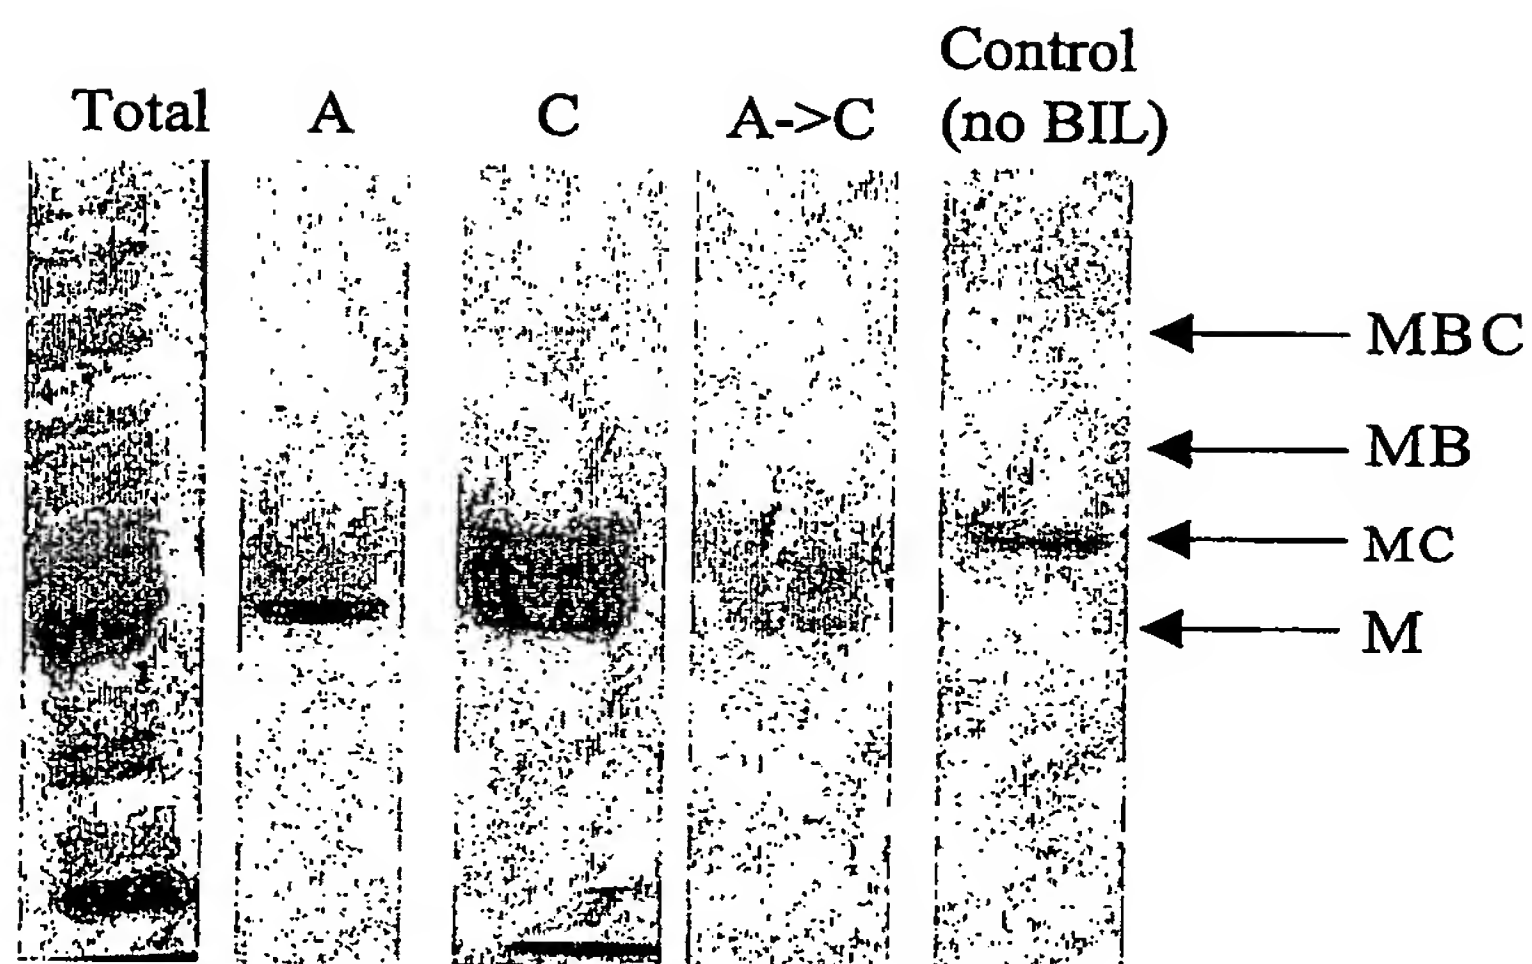 Control
Total A C A->C (no BIL)
MBC
MB
MC
M